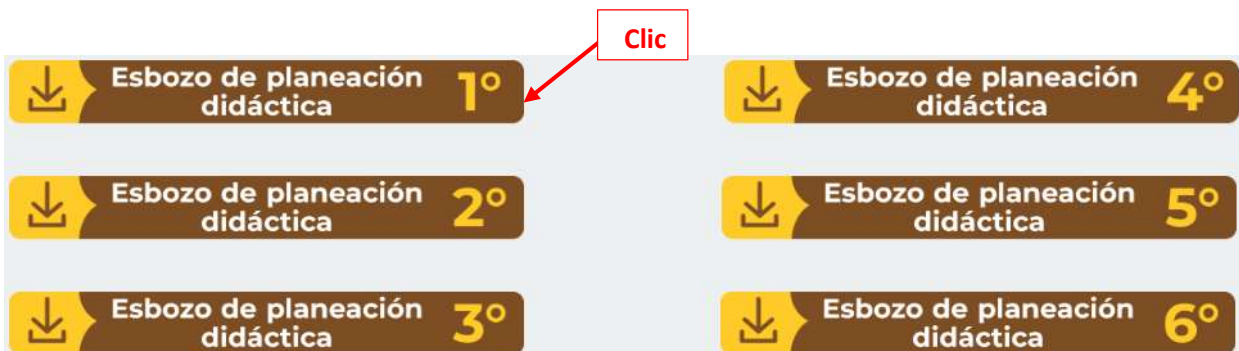 Clic
Esbozo de planeación
didáctica
1°
Esbozo de planeación
didáctica
4°
Esbozo de planeación
didáctica
2°
Esbozo de planeación
didáctica
5°
Esbozo de planeación
didáctica
3°
Esbozo de planeación
didáctica
6°